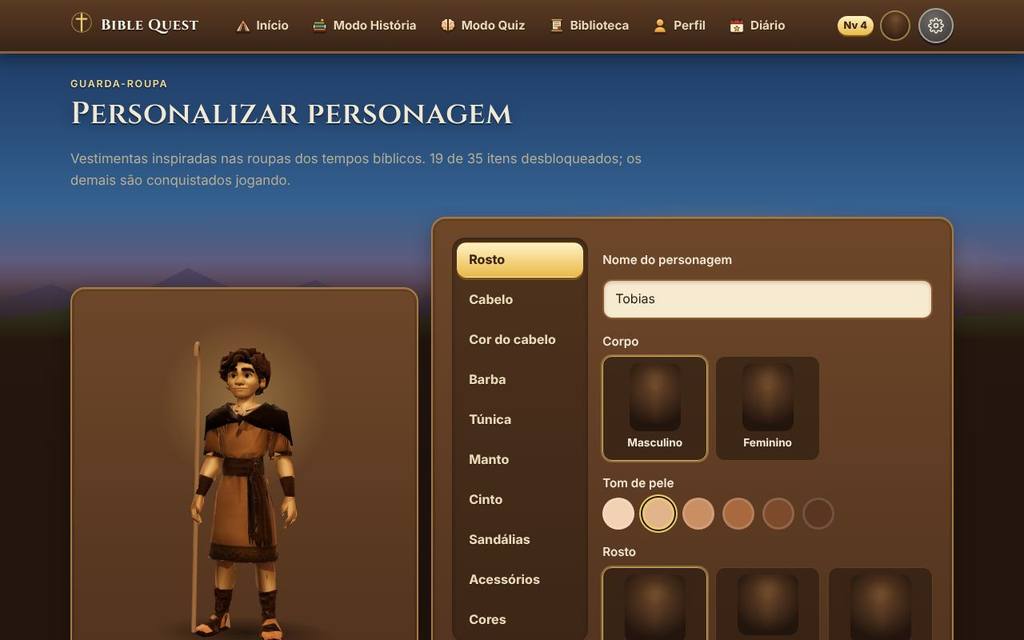 Bible Quest
Início
Modo História
Modo Quiz
Biblioteca
Perfil
Diário
Nv 4
GUARDA-ROUPA
Personalizar personagem
Vestimentas inspiradas nas roupas dos tempos bíblicos. 19 de 35 itens desbloqueados; os
demais são conquistados jogando.
Rosto
Cabelo
Cor do cabelo
Barba
Túnica
Manto
Cinto
Sandálias
Acessórios
Cores
Nome do personagem
Tobias
Corpo
Masculino
Feminino
Tom de pele
Rosto